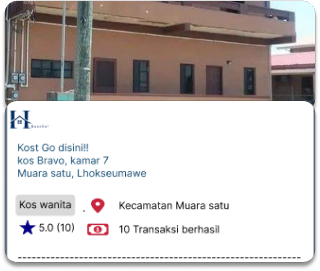 Kost Go disini!!
kos Bravo, kamar 7
Muara satu, Lhokseumawe
Kos wanita . Kecamatan Muara satu
5.0 (10) 10 Transaksi berhasil